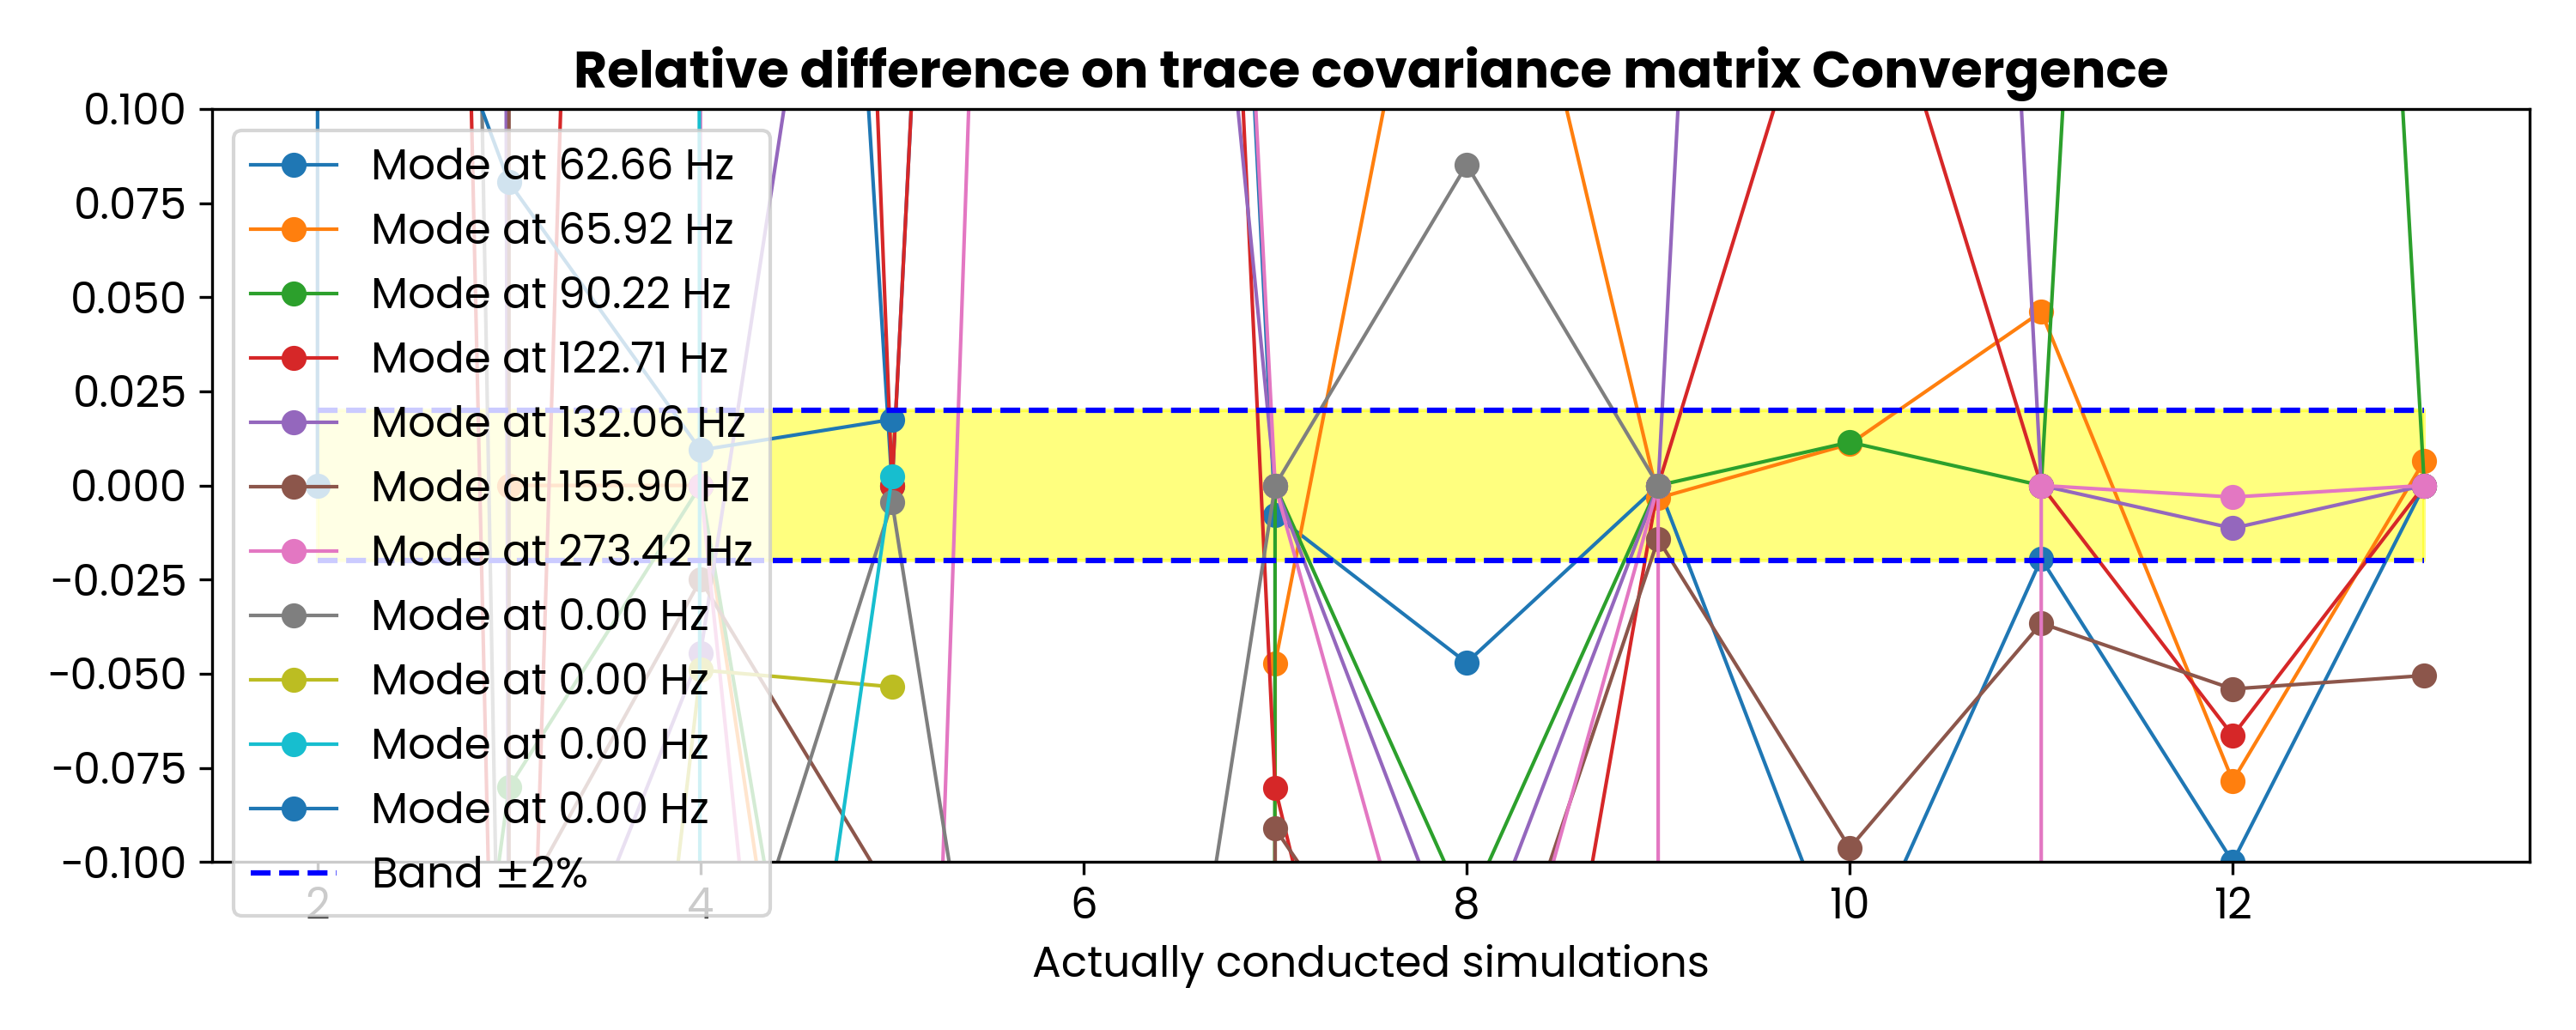 Relative difference on trace covariance matrix Convergence
0.100
0.075
0.050
0.025
0.000
−0.025
−0.050
−0.075
−0.100
Mode at 62.66 Hz
Mode at 65.92 Hz
Mode at 90.22 Hz
Mode at 122.71 Hz
Mode at 132.06 Hz
Mode at 155.90 Hz
Mode at 273.42 Hz
Mode at 0.00 Hz
Mode at 0.00 Hz
Mode at 0.00 Hz
Mode at 0.00 Hz
Band ±2%
2 4 6 8 10 12
Actually conducted simulations